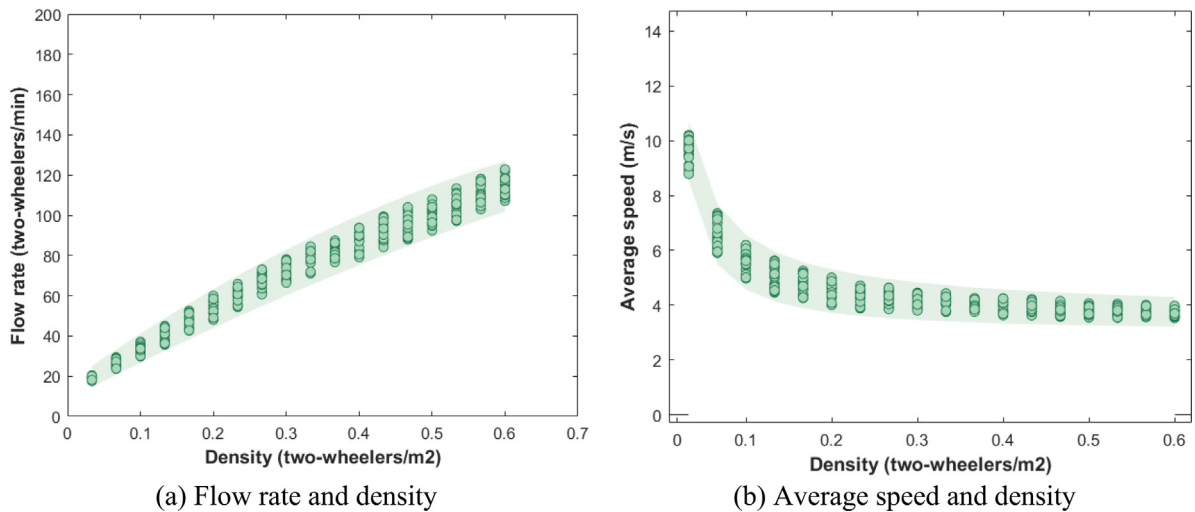 200
180
160
140
120
100
80
60
40
20
0
Flow rate (two-wheelers/min)
0 0.1 0.2 0.3 0.4 0.5 0.6 0.7
Density (two-wheelers/m2)
(a) Flow rate and density
14
12
10
8
6
4
2
0
Average speed (m/s)
0 0.1 0.2 0.3 0.4 0.5 0.6
Density (two-wheelers/m2)
(b) Average speed and density